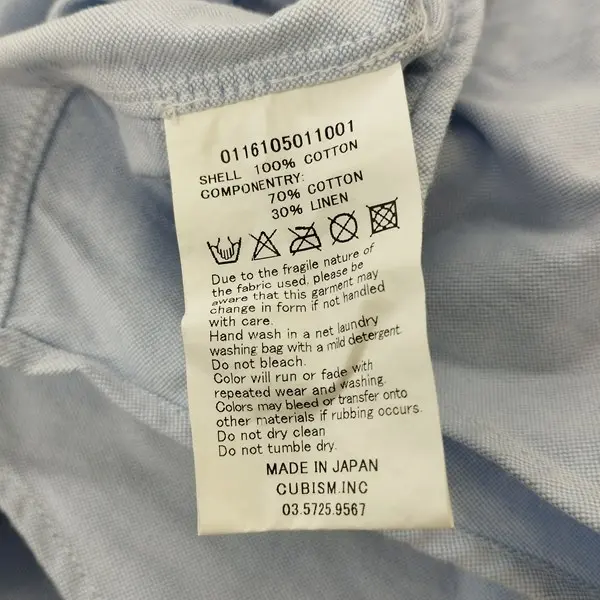 0116105011001
SHELL 100% COTTON
COMPONENTRY:
70% COTTON
30% LINEN
Due to the fragile nature of
the fabric used, please be
aware that this garment may
change in form if not handled
with care.
Hand wash in a net laundry
washing bag with a mild detergent.
Do not bleach.
Color will run or fade with
repeated wear and washing.
Colors may bleed or transfer onto
other materials if rubbing occurs.
Do not dry clean
Do not tumble dry.
MADE IN JAPAN
CUBISM.INC
03.5725.9567